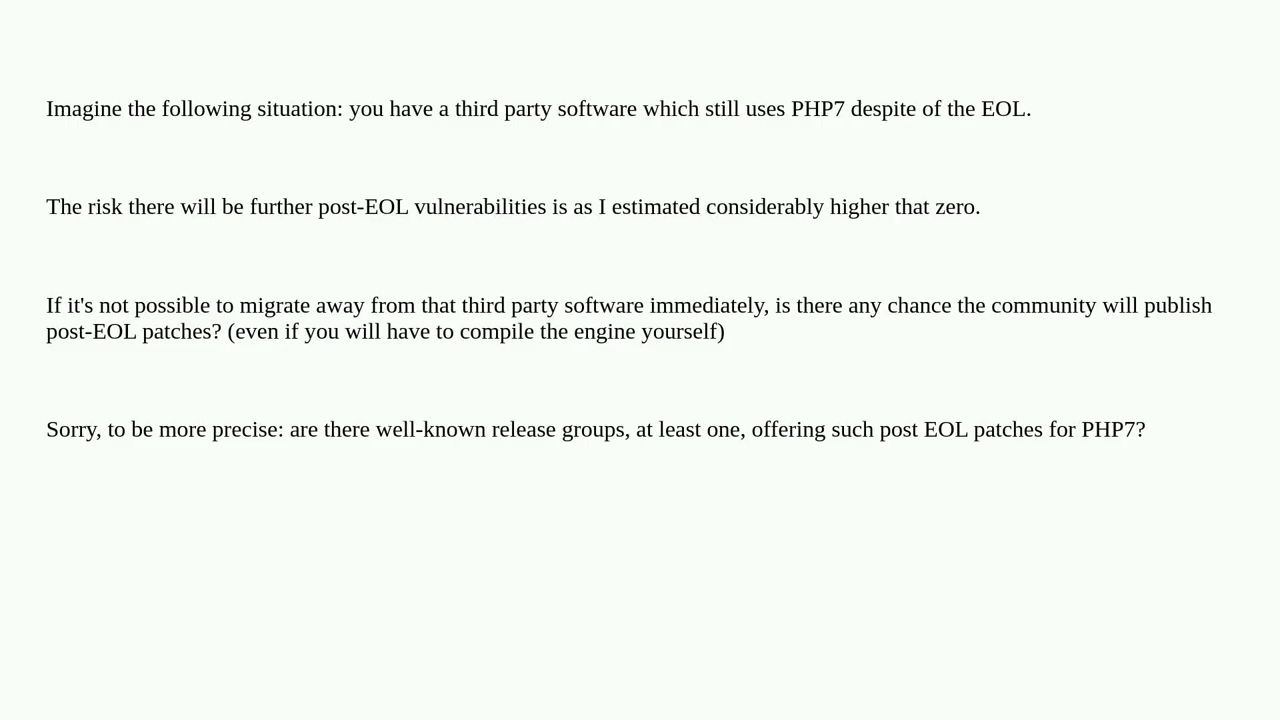 Imagine the following situation: you have a third party software which still uses PHP7 despite of the EOL.
The risk there will be further post-EOL vulnerabilities is as I estimated considerably higher that zero.
If it's not possible to migrate away from that third party software immediately, is there any chance the community will publish
post-EOL patches? (even if you will have to compile the engine yourself)
Sorry, to be more precise: are there well-known release groups, at least one, offering such post EOL patches for PHP7?